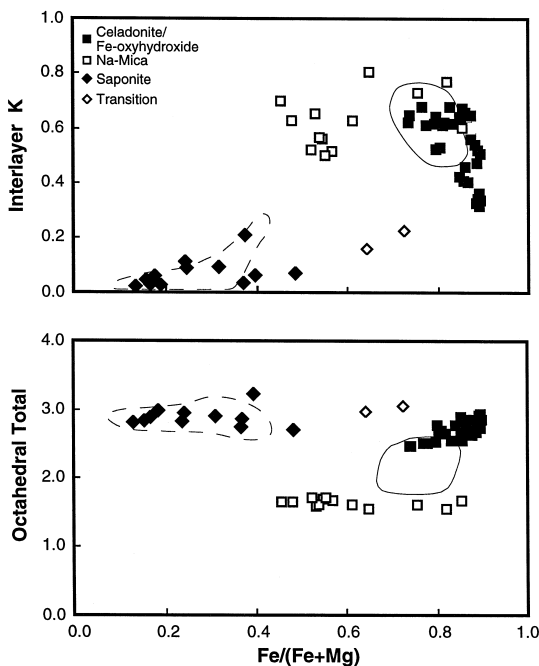 1.0
0.8
0.6
0.4
0.2
0.0
Interlayer K
Celadonite/
Fe-oxyhydroxide
Na-Mica
Saponite
Transition
4.0
3.0
2.0
1.0
0.0
Octahedral Total
0.0 0.2 0.4 0.6 0.8 1.0
Fe/(Fe+Mg)